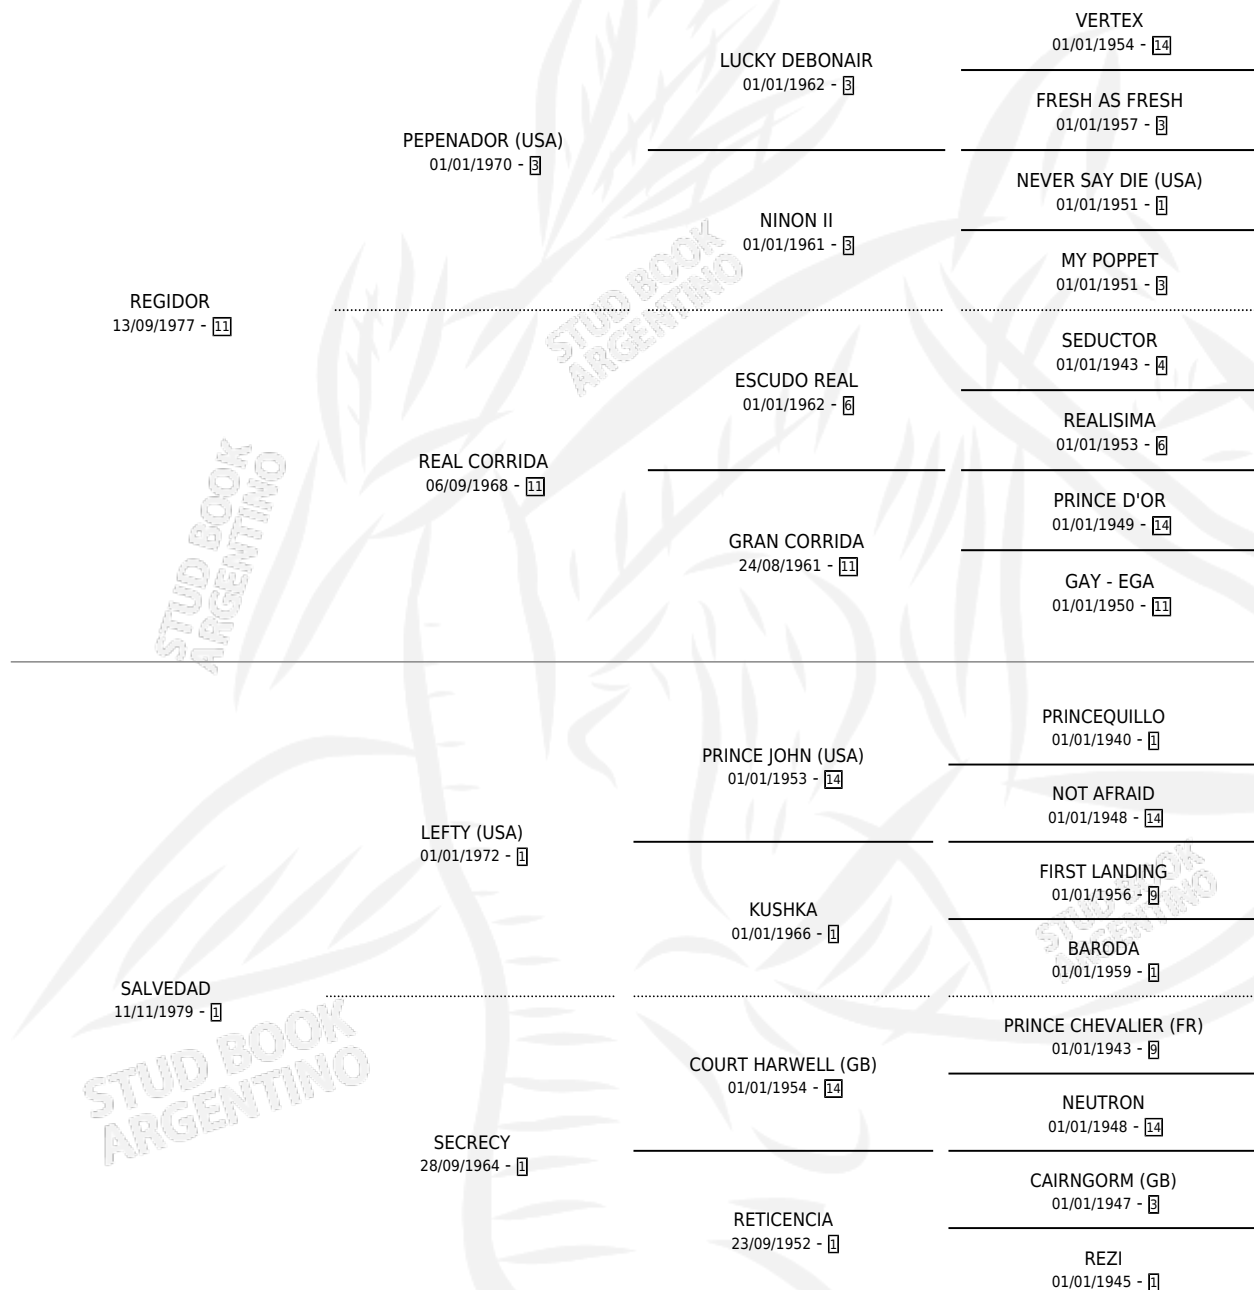 VERTEX
01/01/1954 - 14
LUCKY DEBONAIR
01/01/1962 - 3
FRESH AS FRESH
01/01/1957 - 3
PEPENADOR (USA)
01/01/1970 - 3
NEVER SAY DIE (USA)
01/01/1951 - 1
NINON II
01/01/1961 - 3
MY POPPET
01/01/1951 - 3
REGIDOR
13/09/1977 - 11
SEDUCTOR
01/01/1943 - 4
ESCUDO REAL
01/01/1962 - 6
REALISIMA
01/01/1953 - 6
REAL CORRIDA
06/09/1968 - 11
PRINCE D'OR
01/01/1949 - 14
GRAN CORRIDA
24/08/1961 - 11
GAY - EGA
01/01/1950 - 11
PRINCEQUILLO
01/01/1940 - 1
PRINCE JOHN (USA)
01/01/1953 - 14
NOT AFRAID
01/01/1948 - 14
LEFTY (USA)
01/01/1972 - 1
FIRST LANDING
01/01/1956 - 9
KUSHKA
01/01/1966 - 1
BARODA
01/01/1959 - 1
SALVEDAD
11/11/1979 - 1
PRINCE CHEVALIER (FR)
01/01/1943 - 9
COURT HARWELL (GB)
01/01/1954 - 14
NEUTRON
01/01/1948 - 14
SECRECY
28/09/1964 - 1
CAIRNGORM (GB)
01/01/1947 - 3
RETICENCIA
23/09/1952 - 1
REZI
01/01/1945 - 1
STUD BOOK
ARGENTINO
STUD BOOK
ARGENTINO
STUD BOOK
ARGENTINO
STUD BOOK
ARGENTINO